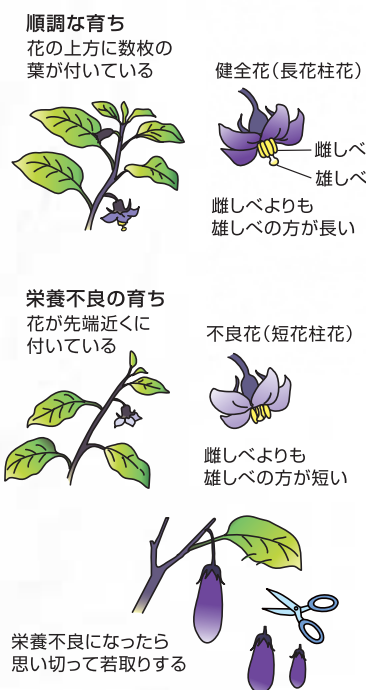 順調な育ち
花の上方に数枚の
葉が付いている
健全花（長花柱花）
雌しべ
雄しべ
雌しべよりも
雄しべの方が長い
栄養不良の育ち
花が先端近くに
付いている
不良花（短花柱花）
雌しべよりも
雄しべの方が短い
栄養不良になったら
思い切って若取りする